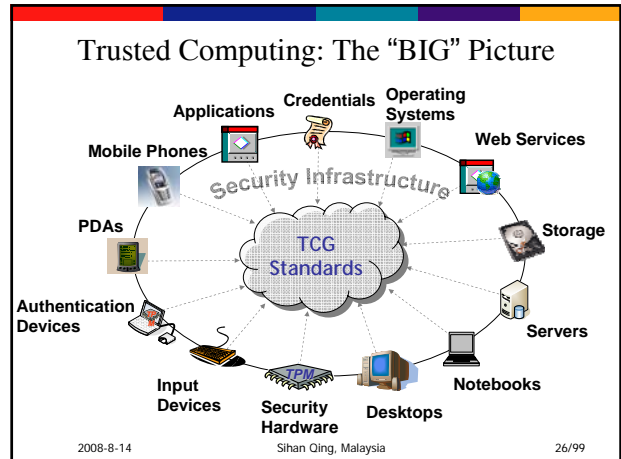 Trusted Computing: The “BIG” Picture
Applications
Credentials
Operating
Systems
Web Services
Mobile Phones
Security Infrastructure
PDAs
TCG
Standards
Storage
Authentication
Devices
Servers
Input
Devices
TPM
Security
Hardware
Desktops
Notebooks
2008-8-14
Sihan Qing, Malaysia
26/99